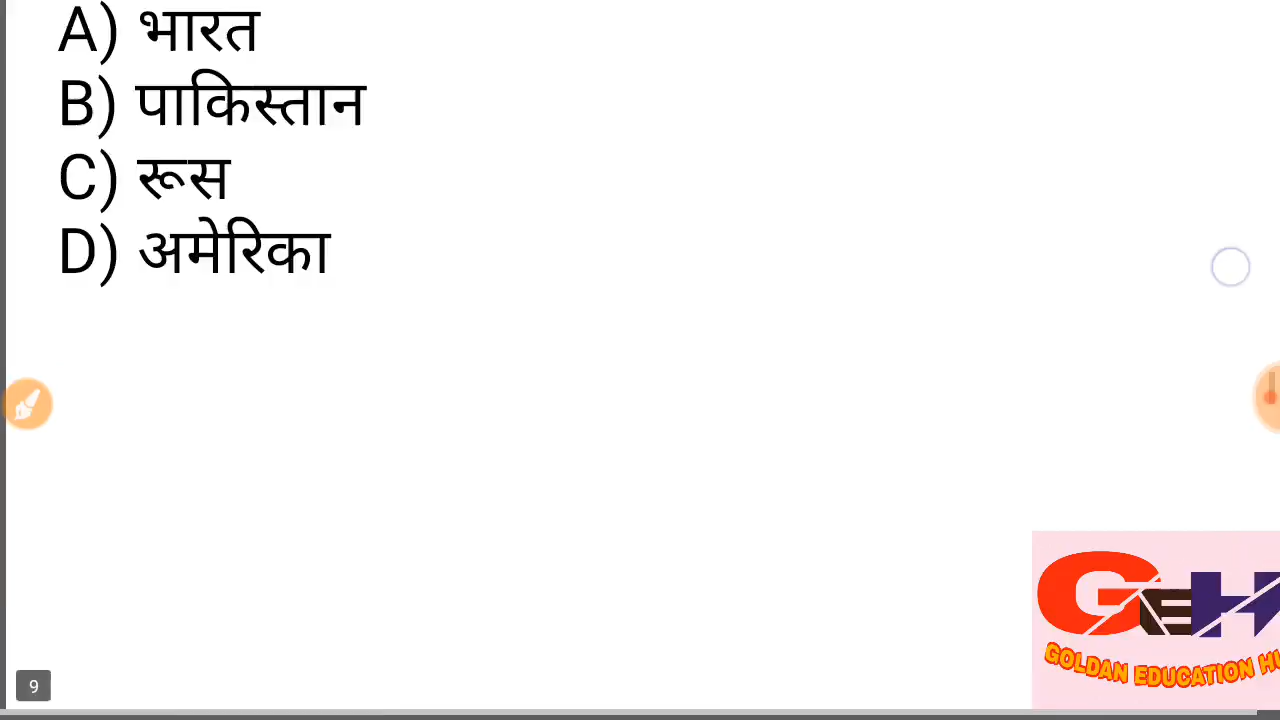 A) भारत
B) पाकिस्तान
C) रूस
D) अमेरिका
GEH
GOLDAN EDUCATION
9